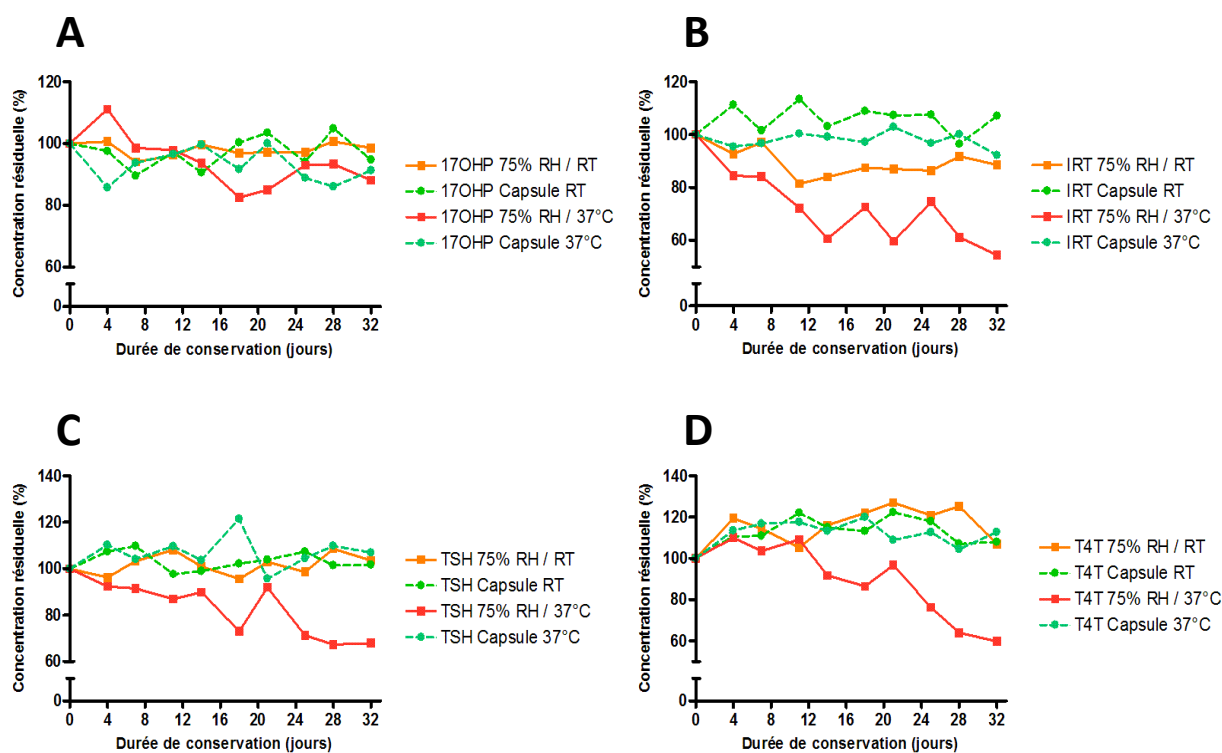 A
Concentration résiduelle (%)
120
100
80
60
0
0 4 8 12 16 20 24 28 32
Durée de conservation (jours)
17OHP 75% RH / RT
17OHP Capsule RT
17OHP 75% RH / 37°C
17OHP Capsule 37°C
B
Concentration résiduelle (%)
120
100
80
60
0
0 4 8 12 16 20 24 28 32
Durée de conservation (jours)
IRT 75% RH / RT
IRT Capsule RT
IRT 75% RH / 37°C
IRT Capsule 37°C
C
Concentration résiduelle (%)
140
120
100
80
60
0
0 4 8 12 16 20 24 28 32
Durée de conservation (jours)
TSH 75% RH / RT
TSH Capsule RT
TSH 75% RH / 37°C
TSH Capsule 37°C
D
Concentration résiduelle (%)
140
120
100
80
60
0
0 4 8 12 16 20 24 28 32
Durée de conservation (jours)
T4T 75% RH / RT
T4T Capsule RT
T4T 75% RH / 37°C
T4T Capsule 37°C